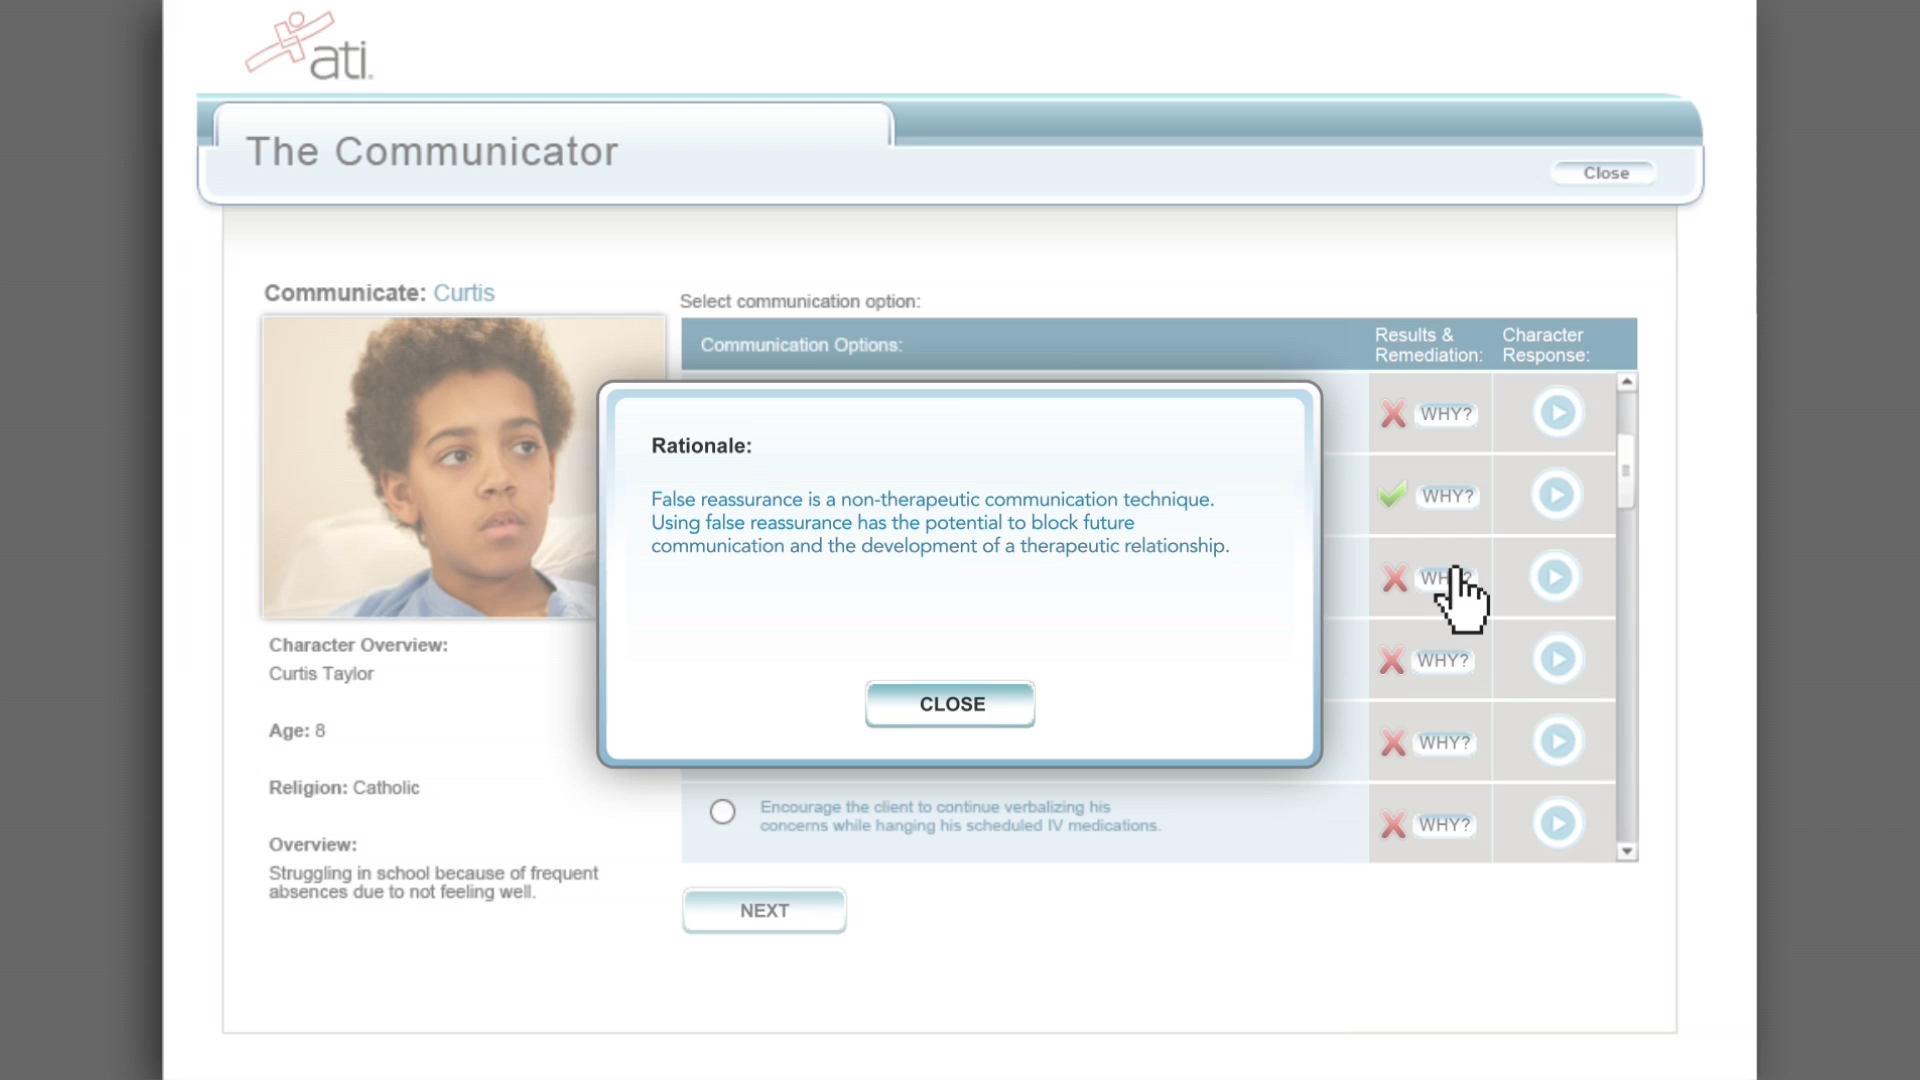 ati.
The Communicator
Close
Communicate: Curtis
Select communication option:
Communication Options:
Results &
Remediation:
Character
Response:
WHY?
WHY?
WHY?
WHY?
WHY?
Rationale:
False reassurance is a non-therapeutic communication technique.
Using false reassurance has the potential to block future
communication and the development of a therapeutic relationship.
CLOSE
Character Overview:
Curtis Taylor
Age: 8
Religion: Catholic
Overview:
Struggling in school because of frequent
absences due to not feeling well.
Encourage the client to continue verbalizing his
concerns while hanging his scheduled IV medications.
WHY?
NEXT